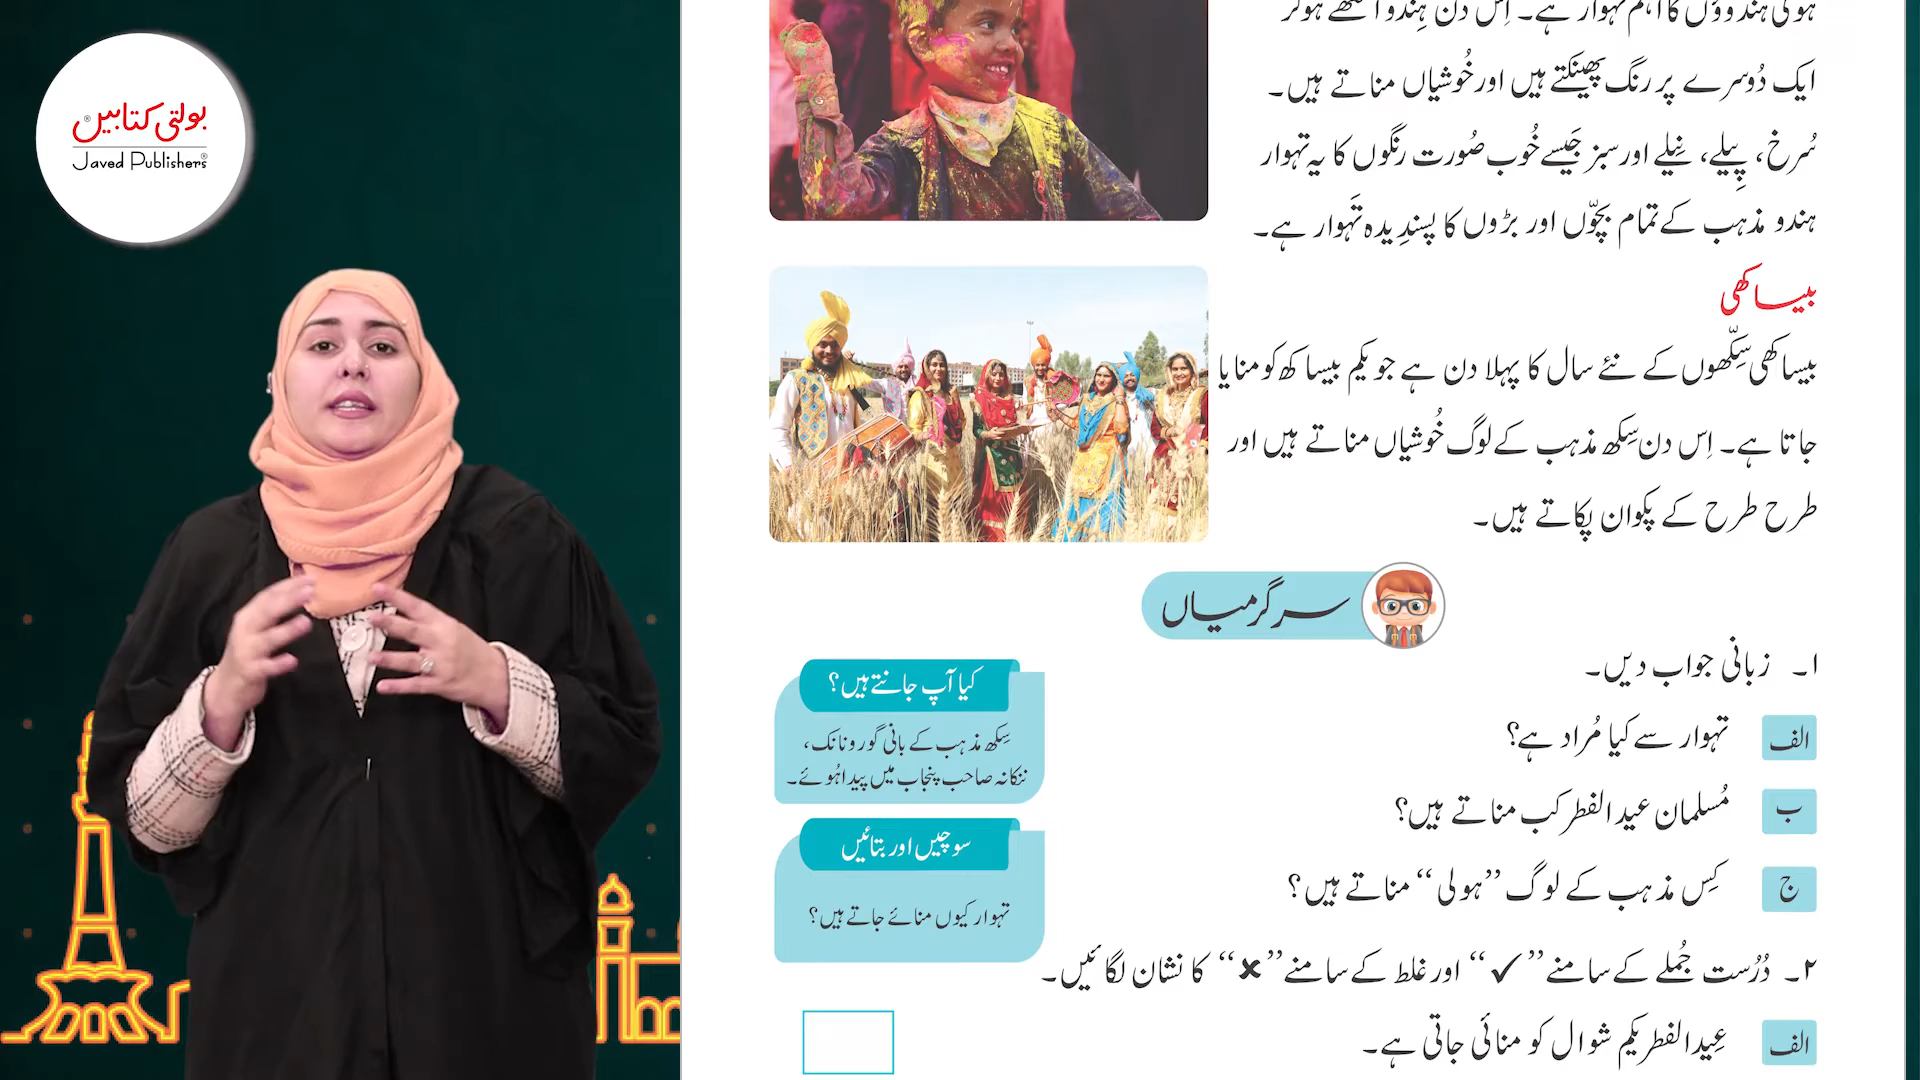 بولتی کتابیں®
Javed Publishers®
ہولی ہندوؤں کا اہم تہوار ہے۔ اِس دن ہِندو اکٹھے ہوکر
ایک دُوسرے پر رنگ پھینکتے ہیں اور خُوشیاں مناتے ہیں۔
سُرخ، پِیلے، نِیلے اور سبز جَیسے خُوب صُورت رنگوں کا یہ تہوار
ہندو مذہب کے تمام بچّوں اور بڑوں کا پسندِیدہ تَہوار ہے۔
بیساکھی
بیساکھی سِکّھوں کے نئے سال کا پہلا دن ہے جو یکم بیساکھ کو منایا
جاتا ہے۔ اِس دن سِکھ مذہب کے لوگ خُوشیاں مناتے ہیں اور
طرح طرح کے پکوان پکاتے ہیں۔
سرگرمیاں
۱۔ زبانی جواب دیں۔
الف تہوار سے کیا مُراد ہے؟
ب مُسلمان عید الفطر کب مناتے ہیں؟
ج کِس مذہب کے لوگ ”ہولی“ مناتے ہیں؟
کیا آپ جانتے ہیں؟
سِکھ مذہب کے بانی گورونانک،
ننکانہ صاحب پنجاب میں پیدا ہُوئے۔
سوچیں اور بتائیں
تہوار کیوں منائے جاتے ہیں؟
۲۔ دُرُست جُملے کے سامنے ”✓“ اور غلط کے سامنے ”✗“ کا نشان لگائیں۔
الف عِیدالفطر یکم شوال کو منائی جاتی ہے۔